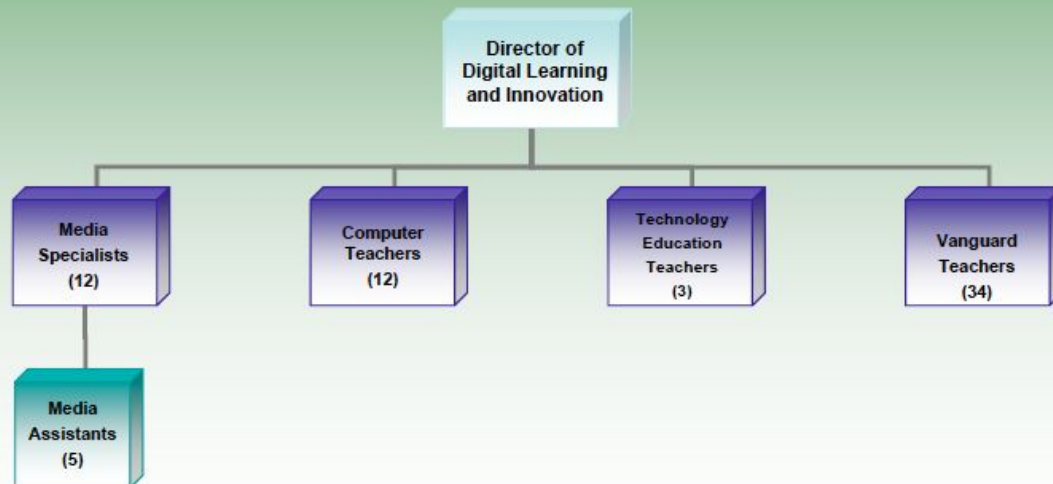 Director of
Digital Learning
and Innovation
Media
Specialists
(12)
Computer
Teachers
(12)
Technology
Education
Teachers
(3)
Vanguard
Teachers
(34)
Media
Assistants
(5)